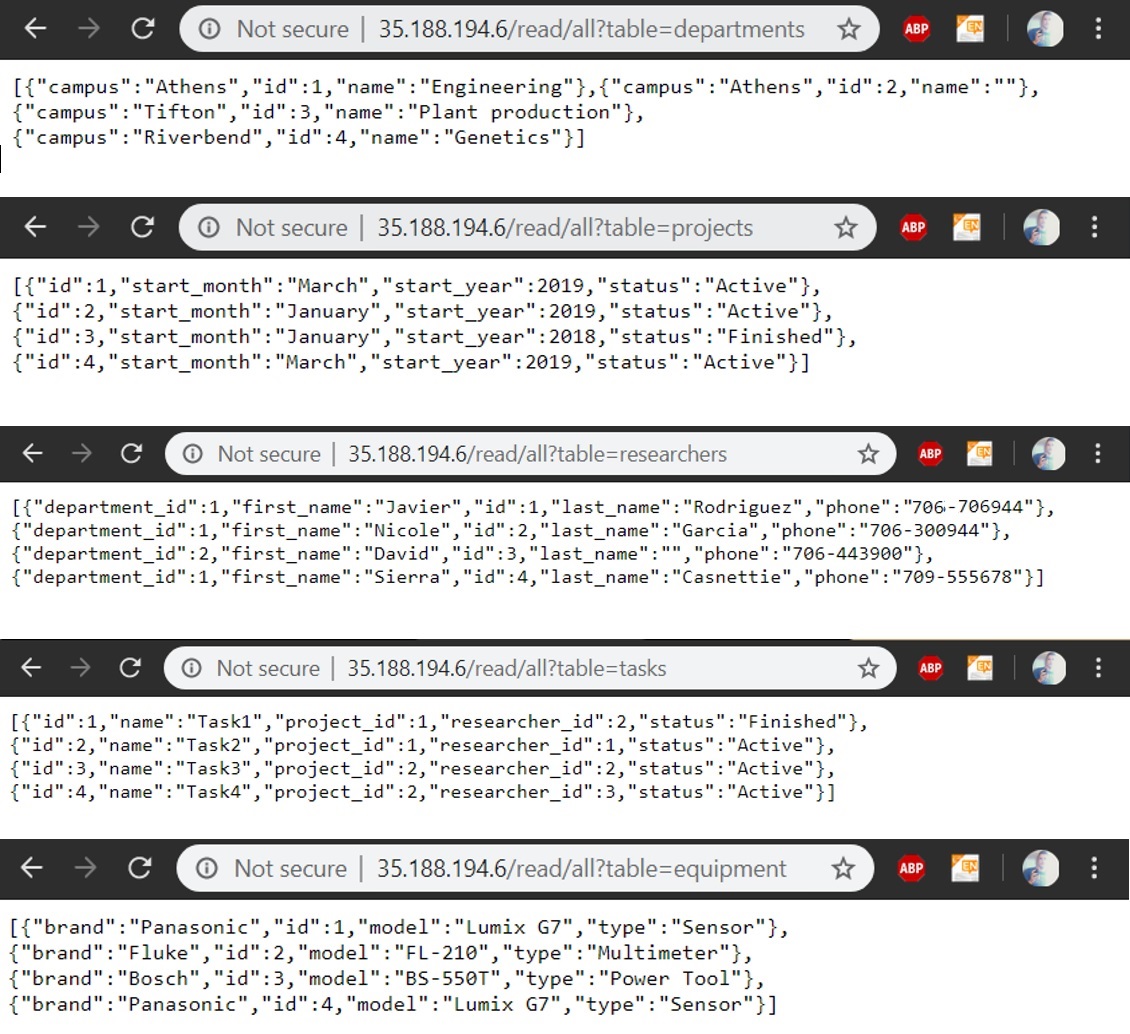 Not secure | 35.188.194.6/read/all?table=departments ABP EN
[{"campus":"Athens","id":1,"name":"Engineering"},{"campus":"Athens","id":2,"name":""},
{"campus":"Tifton","id":3,"name":"Plant production"},
{"campus":"Riverbend","id":4,"name":"Genetics"}]
Not secure | 35.188.194.6/read/all?table=projects ABP EN
[{"id":1,"start_month":"March","start_year":2019,"status":"Active"},
{"id":2,"start_month":"January","start_year":2019,"status":"Active"},
{"id":3,"start_month":"January","start_year":2018,"status":"Finished"},
{"id":4,"start_month":"March","start_year":2019,"status":"Active"}]
Not secure | 35.188.194.6/read/all?table=researchers ABP EN
[{"department_id":1,"first_name":"Javier","id":1,"last_name":"Rodriguez","phone":"706-706944"},
{"department_id":1,"first_name":"Nicole","id":2,"last_name":"Garcia","phone":"706-300944"},
{"department_id":2,"first_name":"David","id":3,"last_name":"","phone":"706-443900"},
{"department_id":1,"first_name":"Sierra","id":4,"last_name":"Casnettie","phone":"709-555678"}]
Not secure | 35.188.194.6/read/all?table=tasks ABP EN
[{"id":1,"name":"Task1","project_id":1,"researcher_id":2,"status":"Finished"},
{"id":2,"name":"Task2","project_id":1,"researcher_id":1,"status":"Active"},
{"id":3,"name":"Task3","project_id":2,"researcher_id":2,"status":"Active"},
{"id":4,"name":"Task4","project_id":2,"researcher_id":3,"status":"Active"}]
Not secure | 35.188.194.6/read/all?table=equipment ABP EN
[{"brand":"Panasonic","id":1,"model":"Lumix G7","type":"Sensor"},
{"brand":"Fluke","id":2,"model":"FL-210","type":"Multimeter"},
{"brand":"Bosch","id":3,"model":"BS-550T","type":"Power Tool"},
{"brand":"Panasonic","id":4,"model":"Lumix G7","type":"Sensor"}]